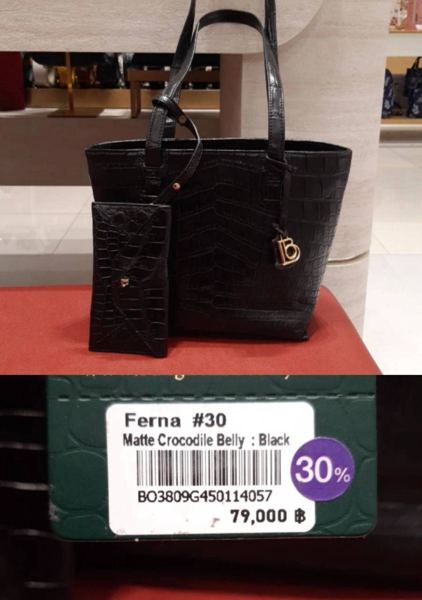 Ferna #30
Matte Crocodile Belly : Black
30%
BO3809G450114057
79,000 ฿